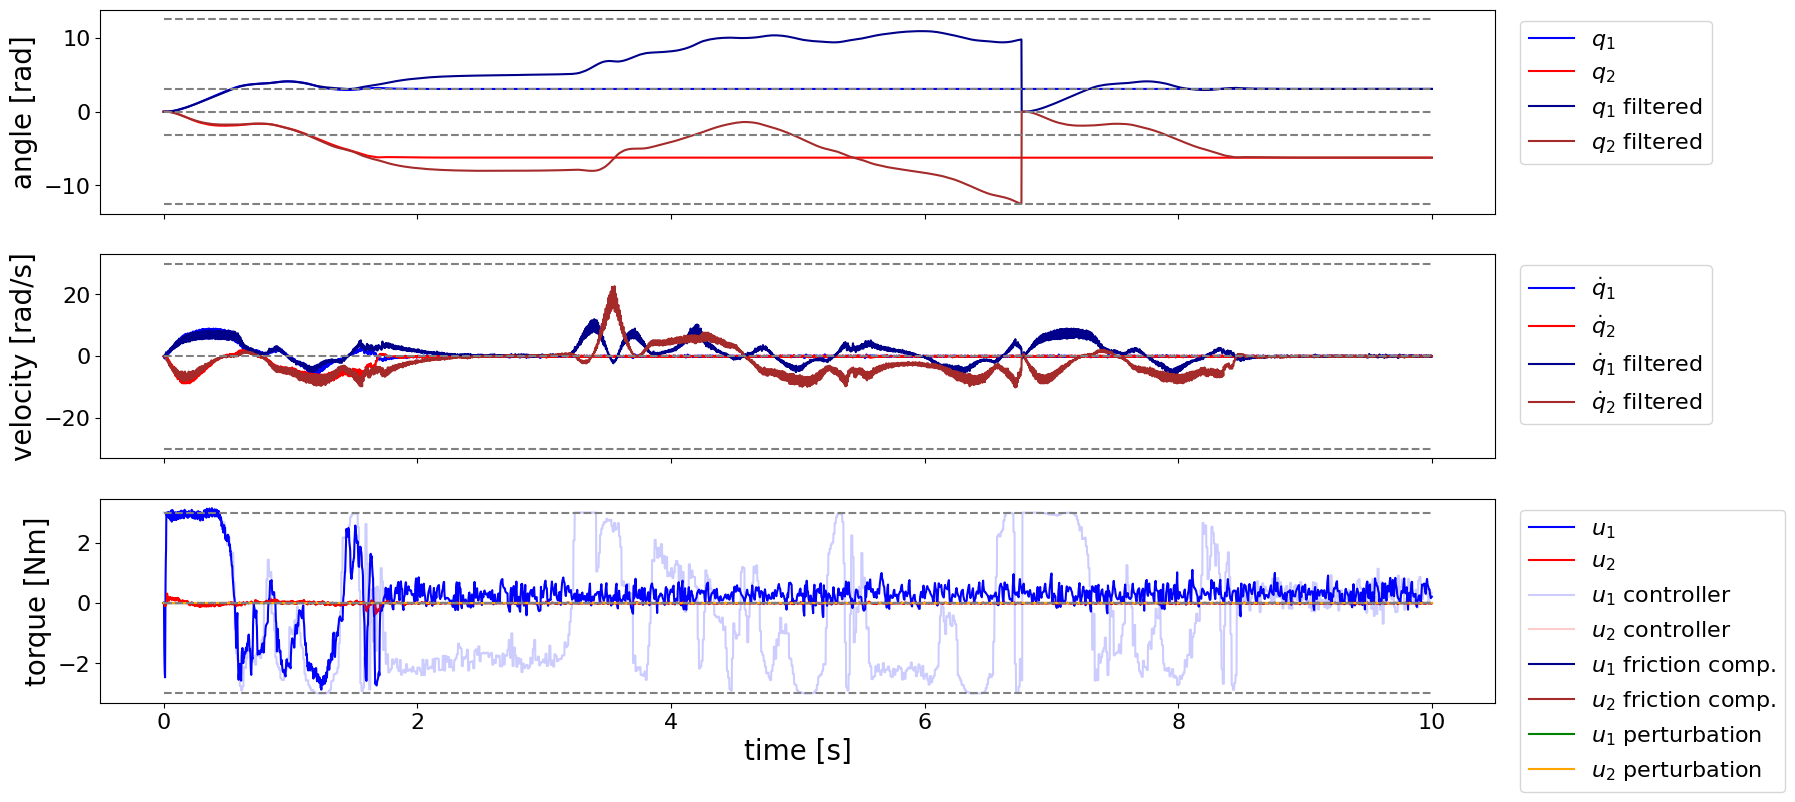 angle [rad]
10
0
−10
q₁
q₂
q₁ filtered
q₂ filtered
velocity [rad/s]
20
0
−20
q̇₁
q̇₂
q̇₁ filtered
q̇₂ filtered
torque [Nm]
2
0
−2
0 2 4 6 8 10
time [s]
u₁
u₂
u₁ controller
u₂ controller
u₁ friction comp.
u₂ friction comp.
u₁ perturbation
u₂ perturbation